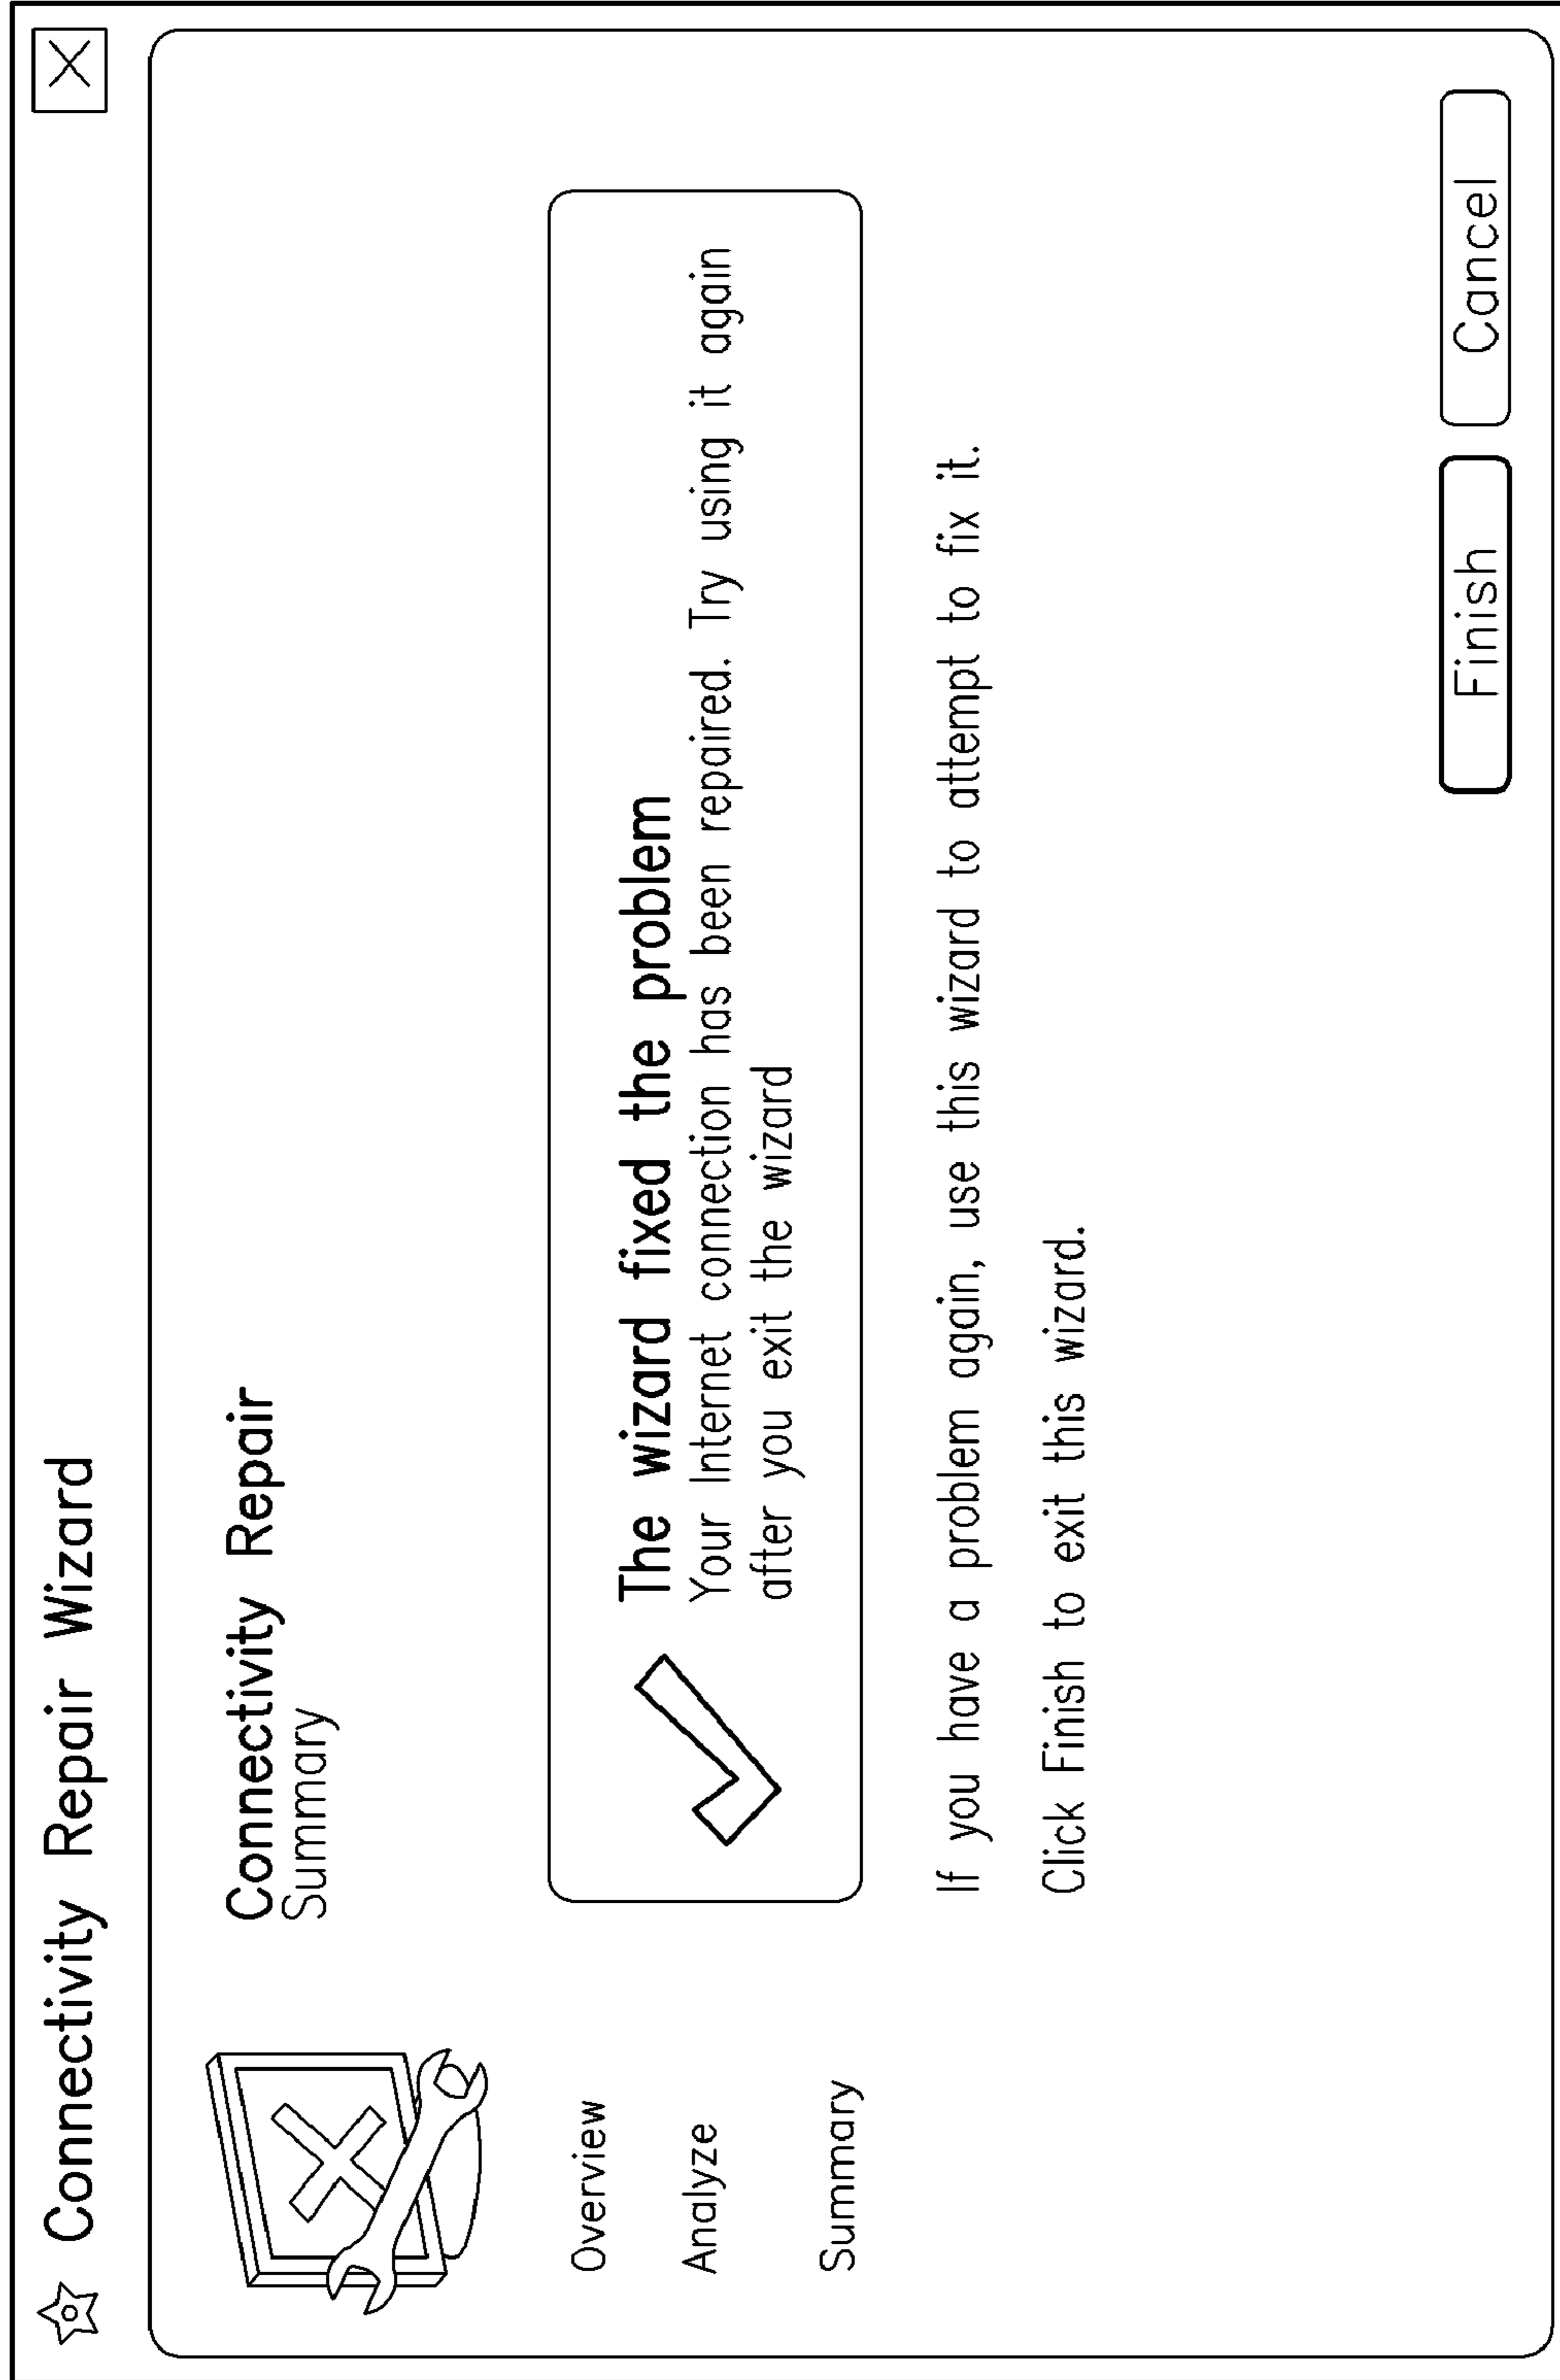 Connectivity Repair Wizard
Connectivity Repair
Summary
Overview
Analyze
Summary
The wizard fixed the problem
Your Internet connection has been repaired. Try using it again
after you exit the wizard
If you have a problem again, use this wizard to attempt to fix it.
Click Finish to exit this wizard.
Finish
Cancel